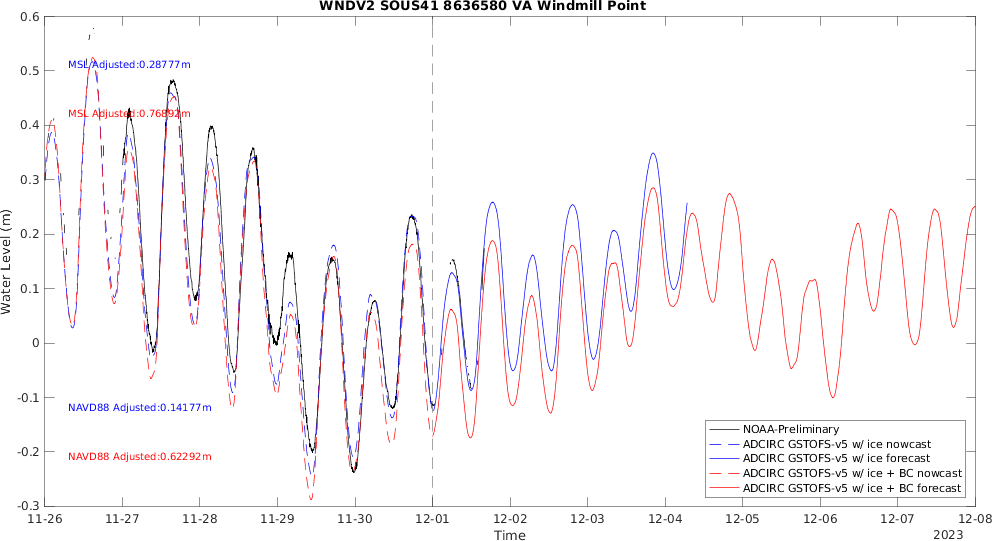 WNDV2 SOUS41 8636580 VA Windmill Point
0.6
0.5
0.4
0.3
0.2
0.1
0
-0.1
-0.2
-0.3
Water Level (m)
MSL Adjusted:0.28777m
MSL Adjusted:0.76892m
NAVD88 Adjusted:0.14177m
NAVD88 Adjusted:0.62292m
NOAA-Preliminary
ADCIRC GSTOFS-v5 w/ ice nowcast
ADCIRC GSTOFS-v5 w/ ice forecast
ADCIRC GSTOFS-v5 w/ ice + BC nowcast
ADCIRC GSTOFS-v5 w/ ice + BC forecast
11-26 11-27 11-28 11-29 11-30 12-01 12-02 12-03 12-04 12-05 12-06 12-07 12-08
Time
2023